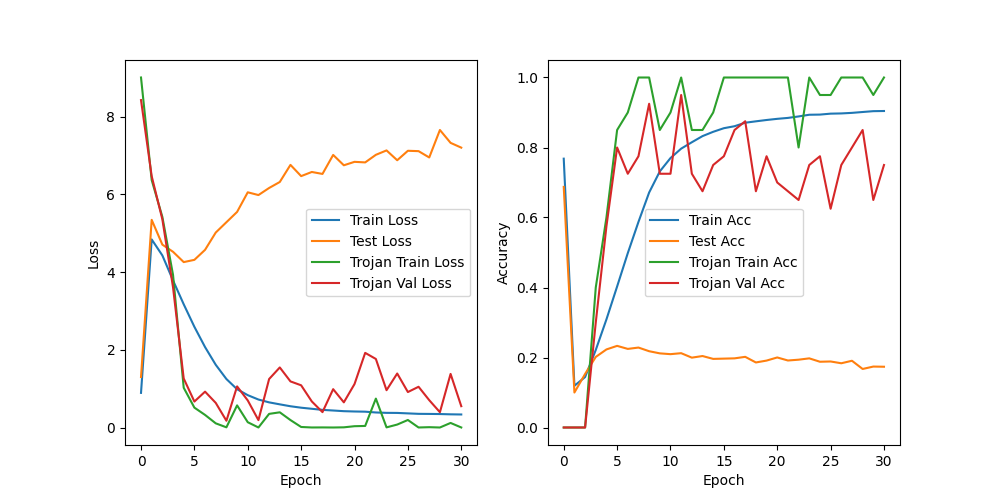 8
6
4
2
0
Loss
0
5
10
15
20
25
30
Epoch
Train Loss
Test Loss
Trojan Train Loss
Trojan Val Loss
1.0
0.8
0.6
0.4
0.2
0.0
Accuracy
0
5
10
15
20
25
30
Epoch
Train Acc
Test Acc
Trojan Train Acc
Trojan Val Acc